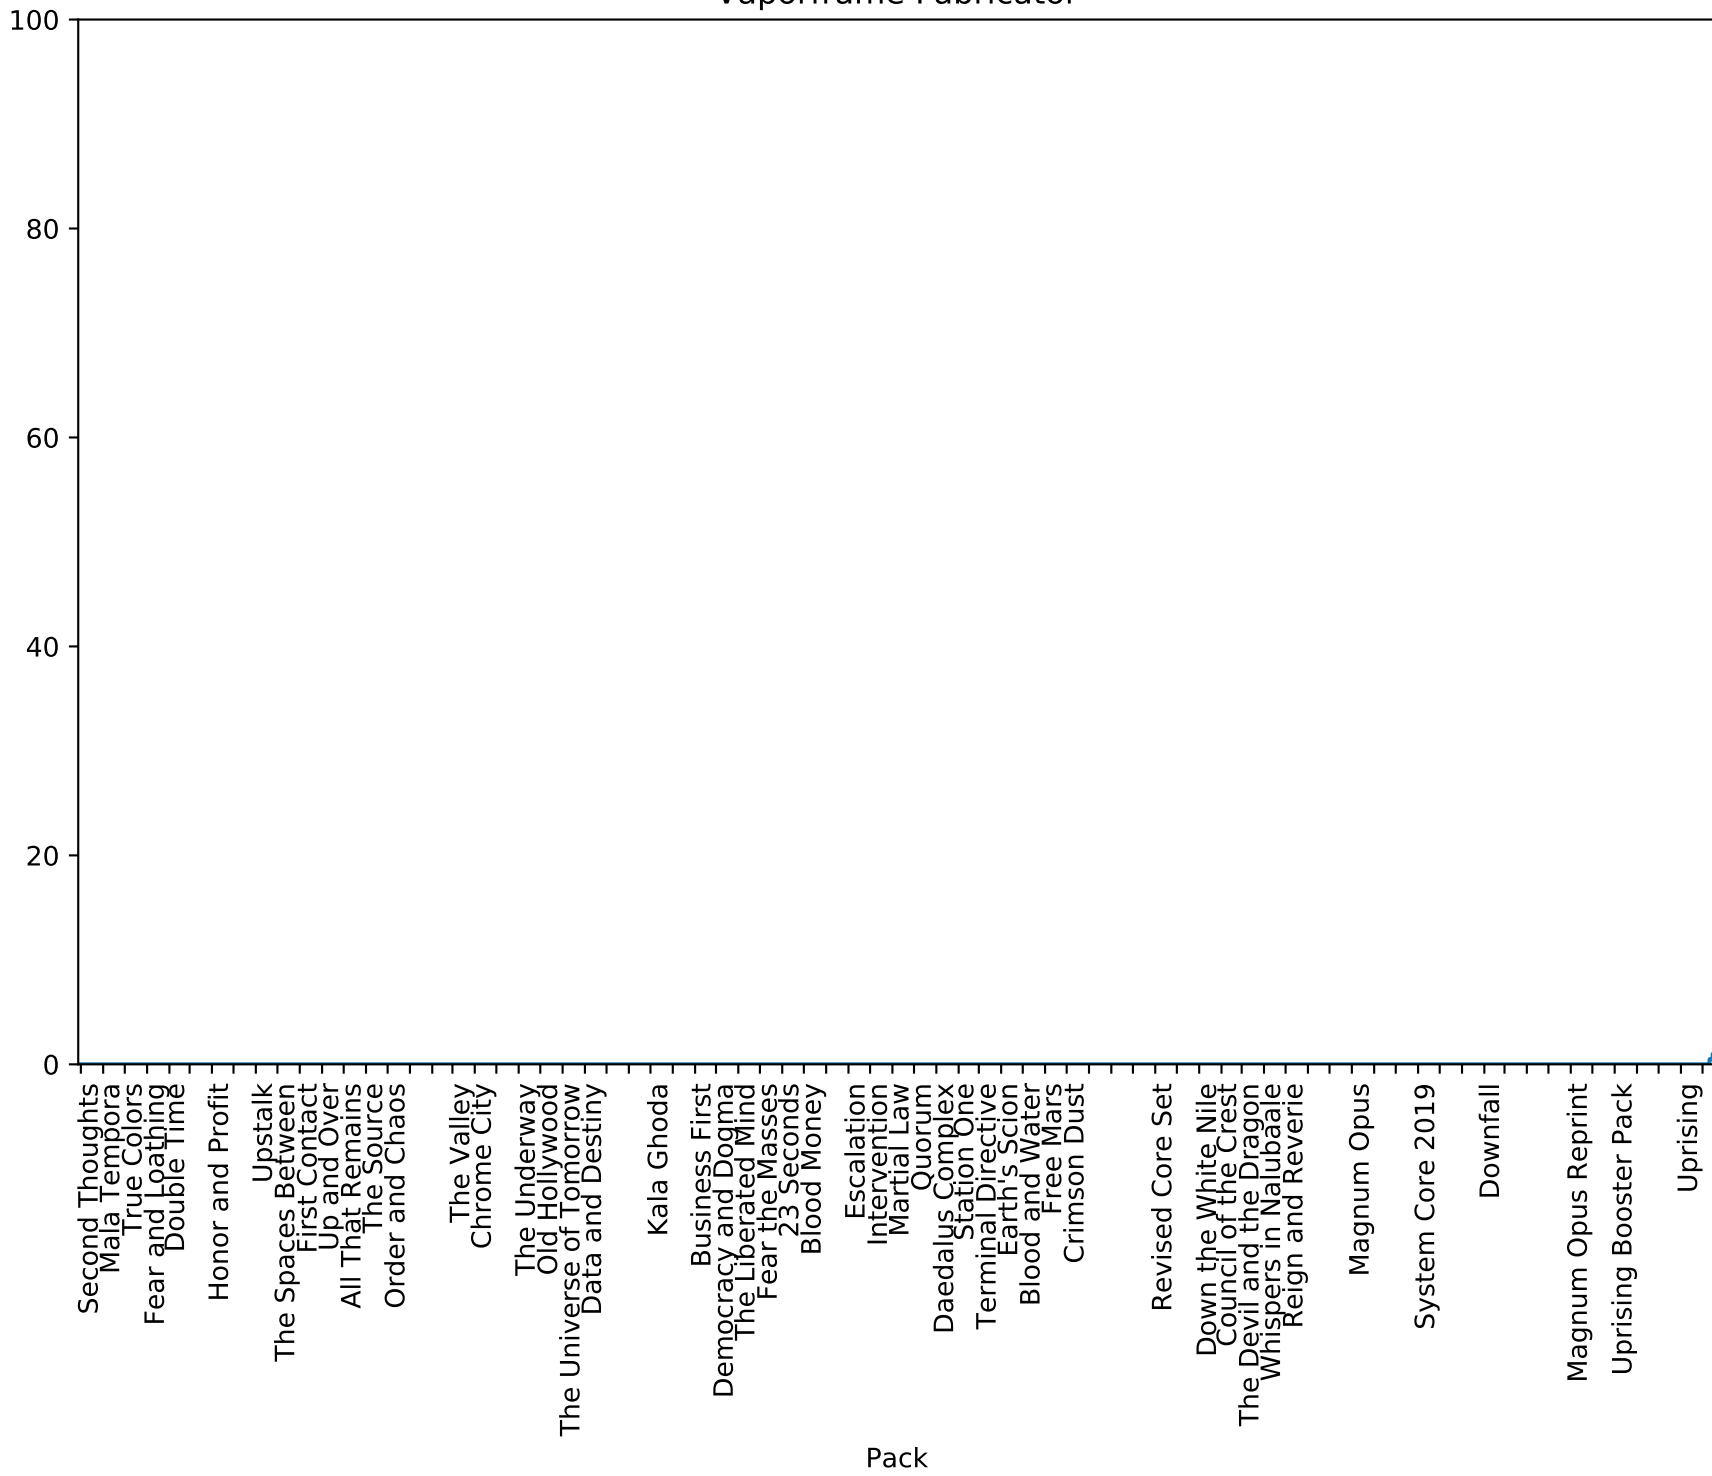 Vaporframe Fabricator
100
80
60
40
20
0
Second Thoughts
Mala Tempora
True Colors
Fear and Loathing
Double Time
Honor and Profit
Upstalk
The Spaces Between
First Contact
Up and Over
All That Remains
The Source
Order and Chaos
The Valley
Chrome City
The Underway
Old Hollywood
The Universe of Tomorrow
Data and Destiny
Kala Ghoda
Business First
Democracy and Dogma
The Liberated Mind
Fear the Masses
23 Seconds
Blood Money
Escalation
Intervention
Martial Law
Quorum
Daedalus Complex
Station One
Terminal Directive
Earth's Scion
Blood and Water
Free Mars
Crimson Dust
Revised Core Set
Down the White Nile
Council of the Crest
The Devil and the Dragon
Whispers in Nalubaale
Reign and Reverie
Magnum Opus
System Core 2019
Downfall
Magnum Opus Reprint
Uprising Booster Pack
Uprising
Pack